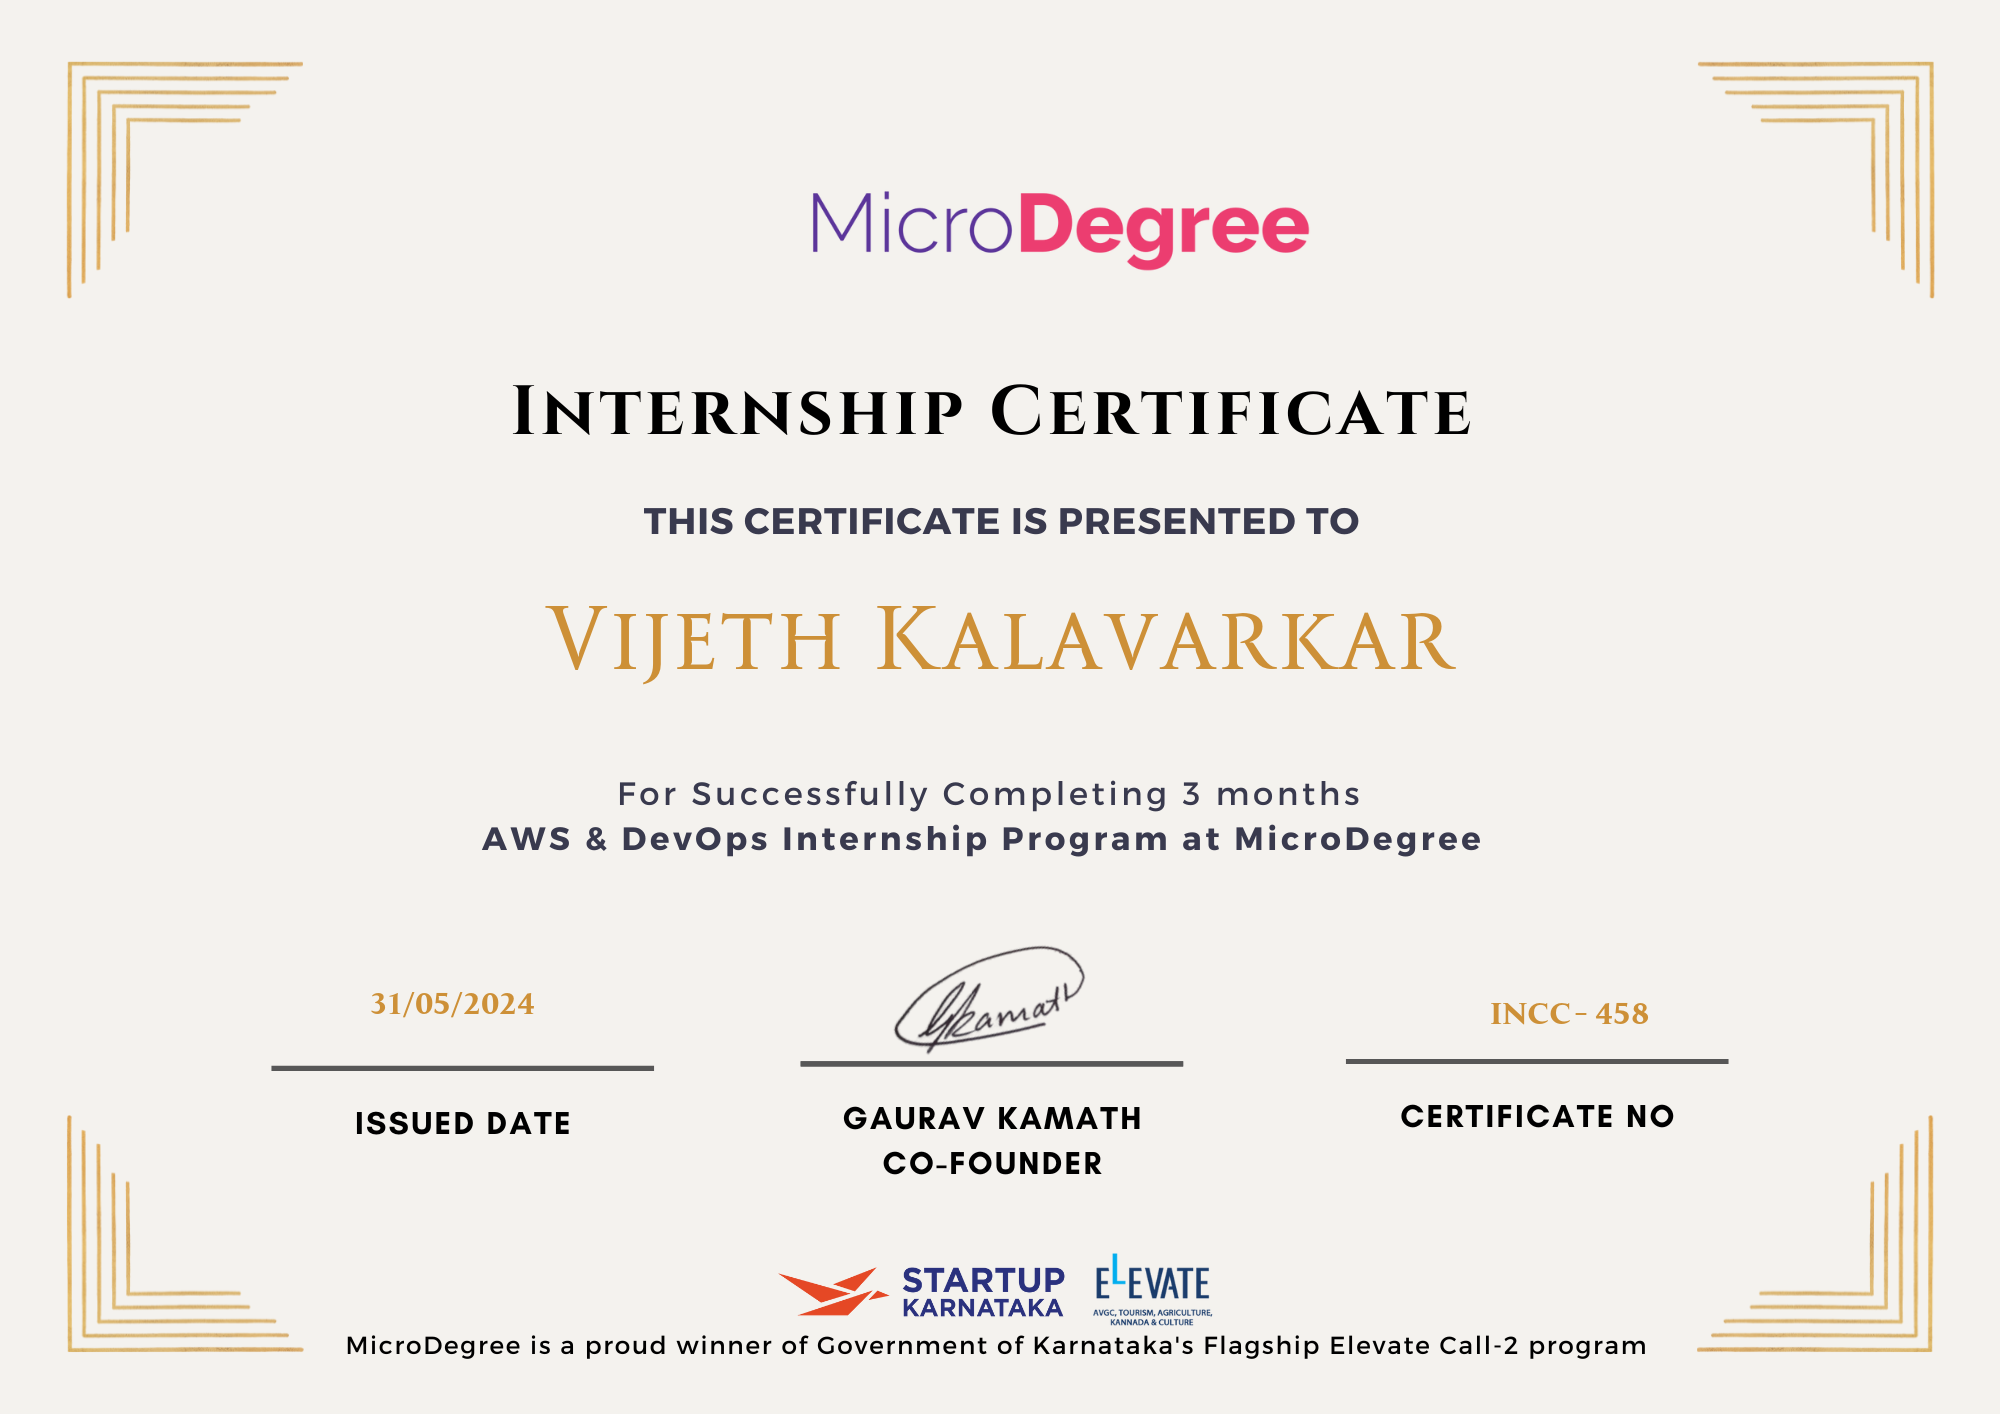 MicroDegree
INTERNSHIP CERTIFICATE
THIS CERTIFICATE IS PRESENTED TO
VIJETH KALAVARKAR
For Successfully Completing 3 months
AWS & DevOps Internship Program at MicroDegree
31/05/2024
ISSUED DATE
Gkamath
GAURAV KAMATH
CO-FOUNDER
INCC- 458
CERTIFICATE NO
STARTUP
KARNATAKA
ELEVATE
AVGC, TOURISM, AGRICULTURE,
KANNADA & CULTURE
MicroDegree is a proud winner of Government of Karnataka's Flagship Elevate Call-2 program